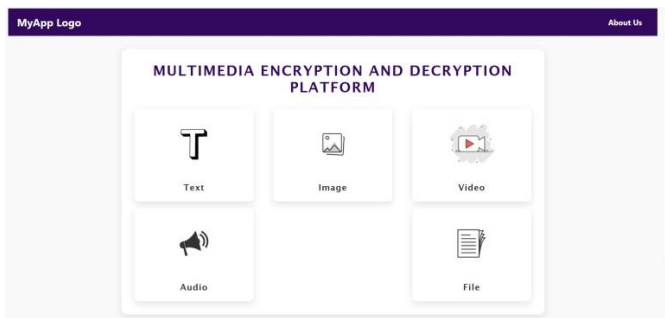 MyApp Logo
About Us
MULTIMEDIA ENCRYPTION AND DECRYPTION
PLATFORM
Text
Image
Video
Audio
File